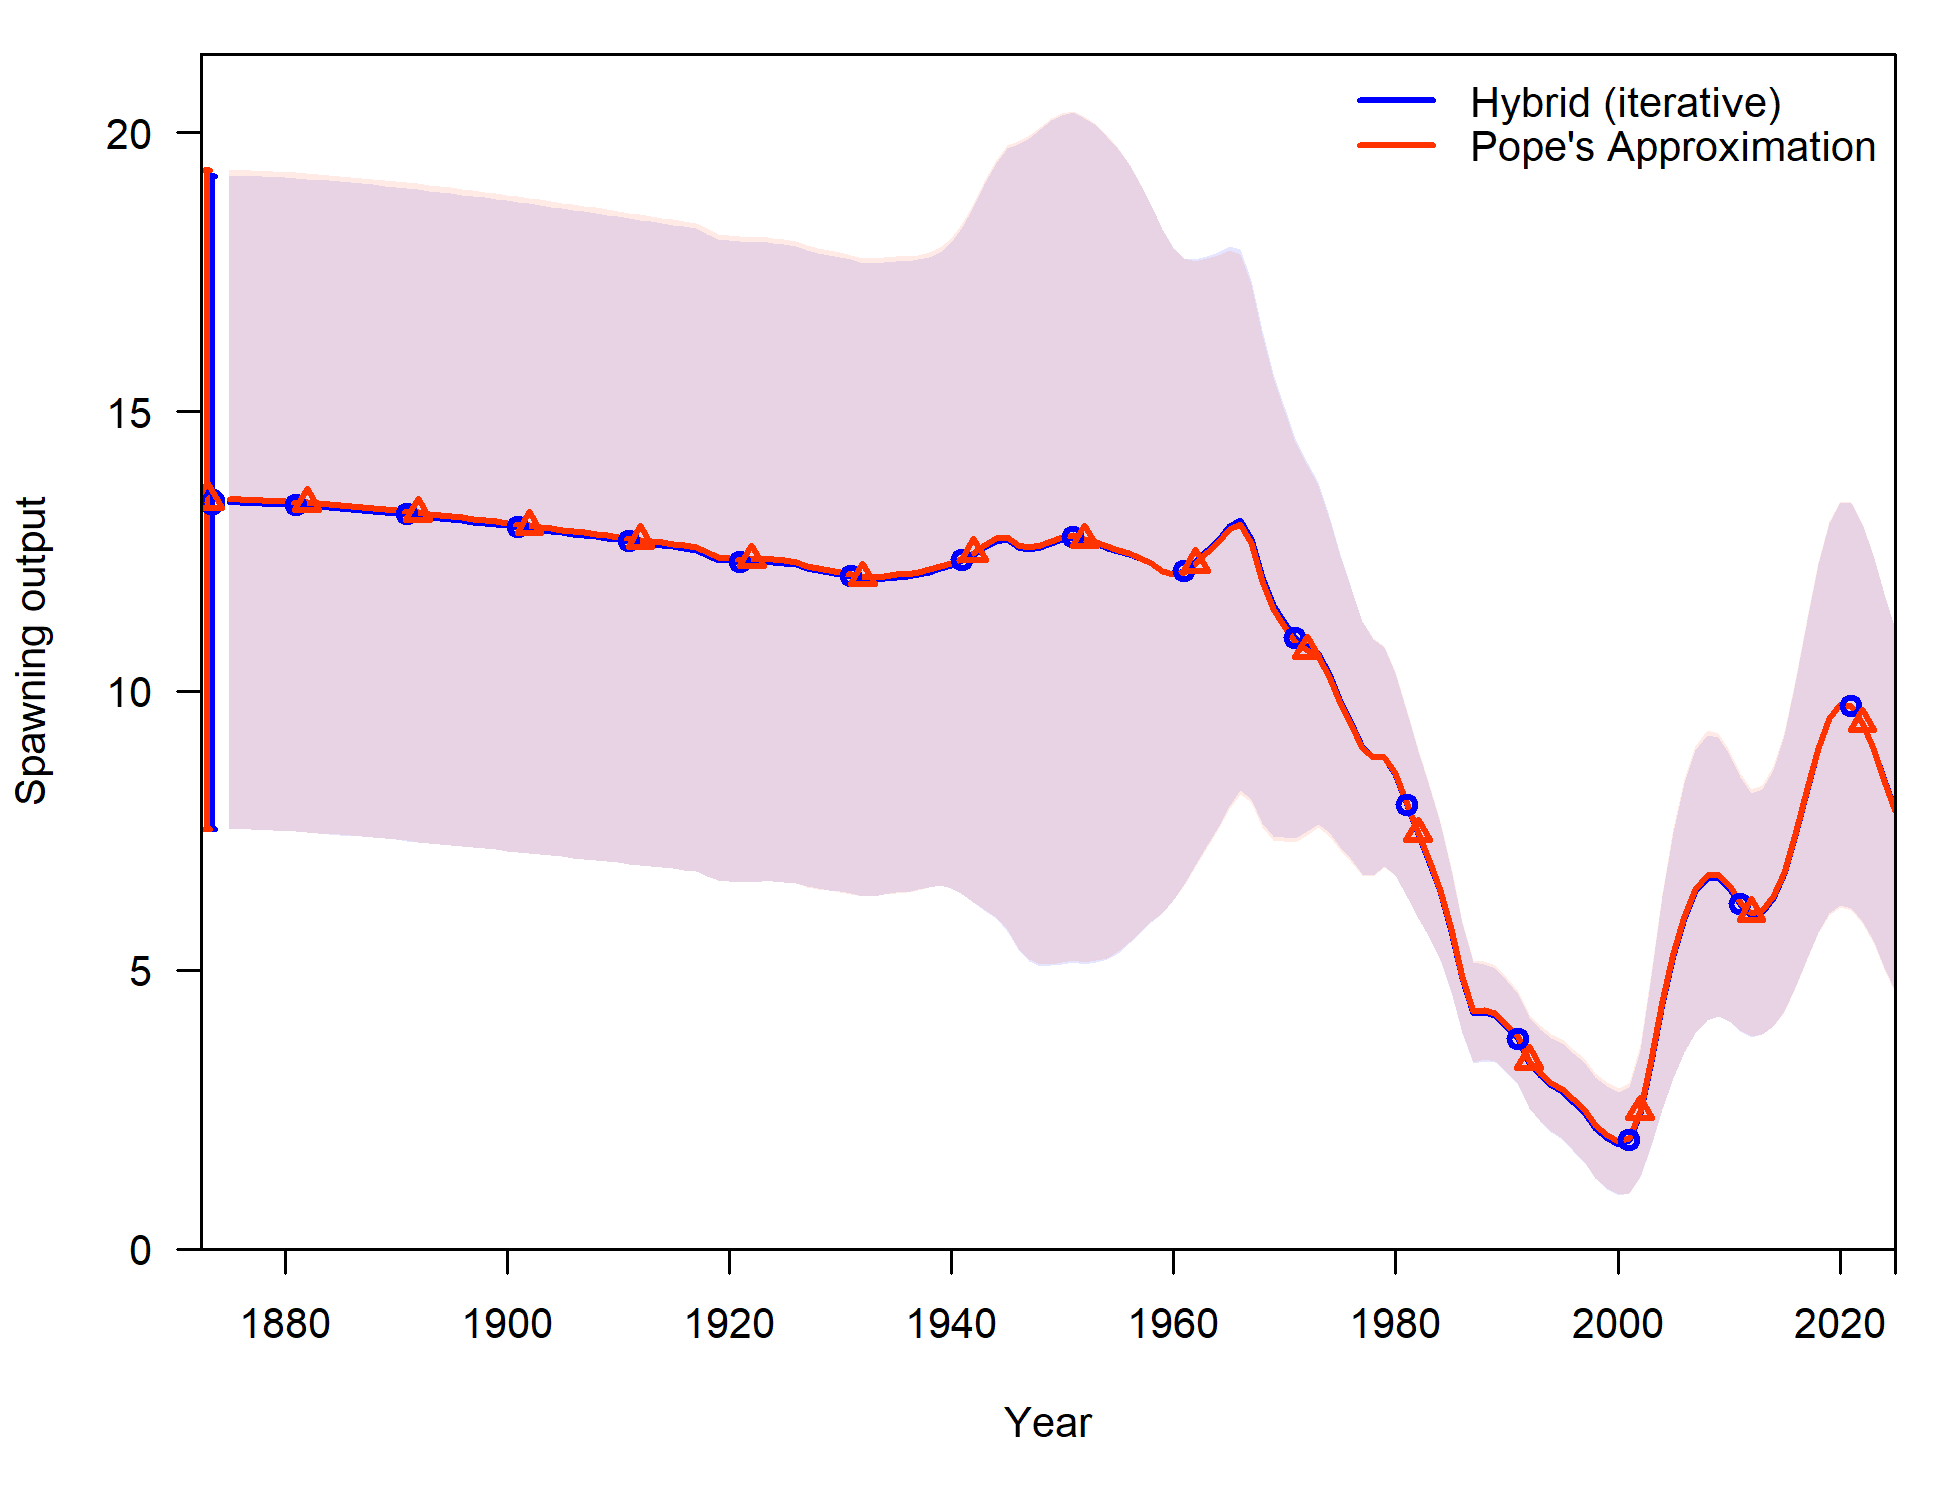 Hybrid (iterative)
Pope's Approximation
20
15
10
5
0
Spawning output
1880 1900 1920 1940 1960 1980 2000 2020
Year